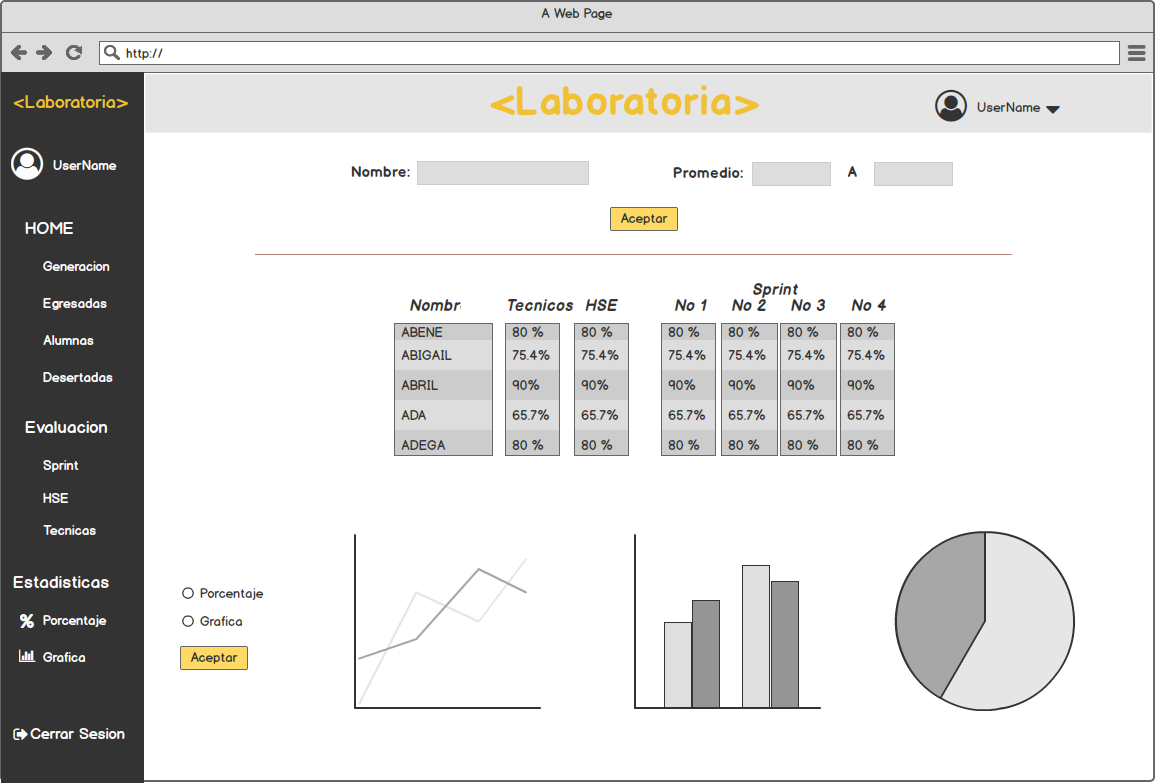 A Web Page
http://
<Laboratoria>
UserName
HOME
Generacion
Egresadas
Alumnas
Desertadas
Evaluacion
Sprint
HSE
Tecnicas
Estadisticas
Porcentaje
Grafica
Cerrar Sesion
<Laboratoria>
UserName
Nombre: Promedio: A
Aceptar
Sprint
Nombr Tecnicos HSE No 1 No 2 No 3 No 4
ABENE 80 % 80 % 80 % 80 % 80 % 80 %
ABIGAIL 75.4% 75.4% 75.4% 75.4% 75.4% 75.4%
ABRIL 90% 90% 90% 90% 90% 90%
ADA 65.7% 65.7% 65.7% 65.7% 65.7% 65.7%
ADEGA 80 % 80 % 80 % 80 % 80 % 80 %
Porcentaje
Grafica
Aceptar